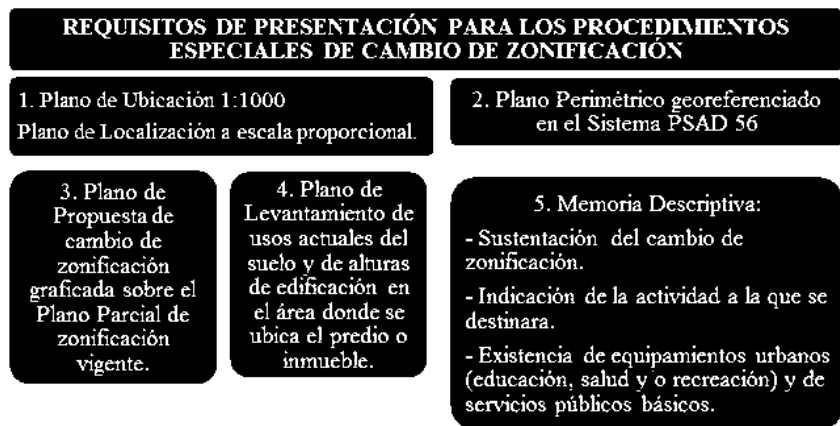 REQUISITOS DE PRESENTACIÓN PARA LOS PROCEDIMIENTOS
ESPECIALES DE CAMBIO DE ZONIFICACIÓN
1. Plano de Ubicación 1:1000
Plano de Localización a escala proporcional.
2. Plano Perimétrico georeferenciado
en el Sistema PSAD 56
3. Plano de
Propuesta de
cambio de
zonificación
graficada sobre el
Plano Parcial de
zonificación
vigente.
4. Plano de
Levantamiento de
usos actuales del
suelo y de alturas
de edificación en
el área donde se
ubica el predio o
inmueble.
5. Memoria Descriptiva:
- Sustentación del cambio de
zonificación.
- Indicación de la actividad a la que se
destinara.
- Existencia de equipamientos urbanos
(educación, salud y o recreación) y de
servicios públicos básicos.